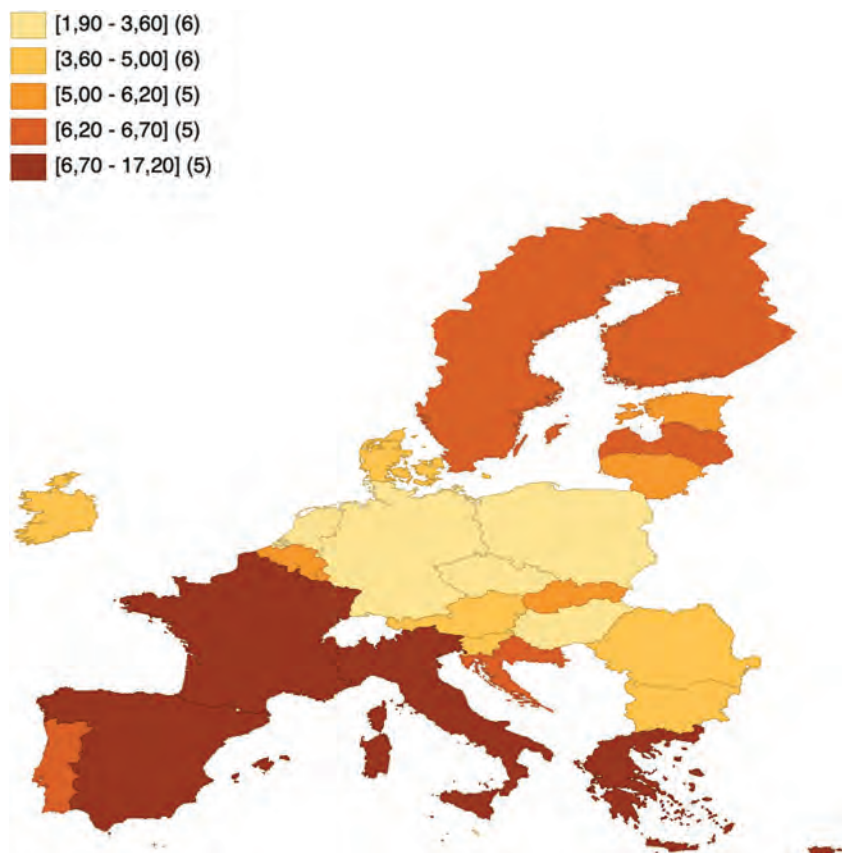 [1,90 - 3,60] (6)
[3,60 - 5,00] (6)
[5,00 - 6,20] (5)
[6,20 - 6,70] (5)
[6,70 - 17,20] (5)